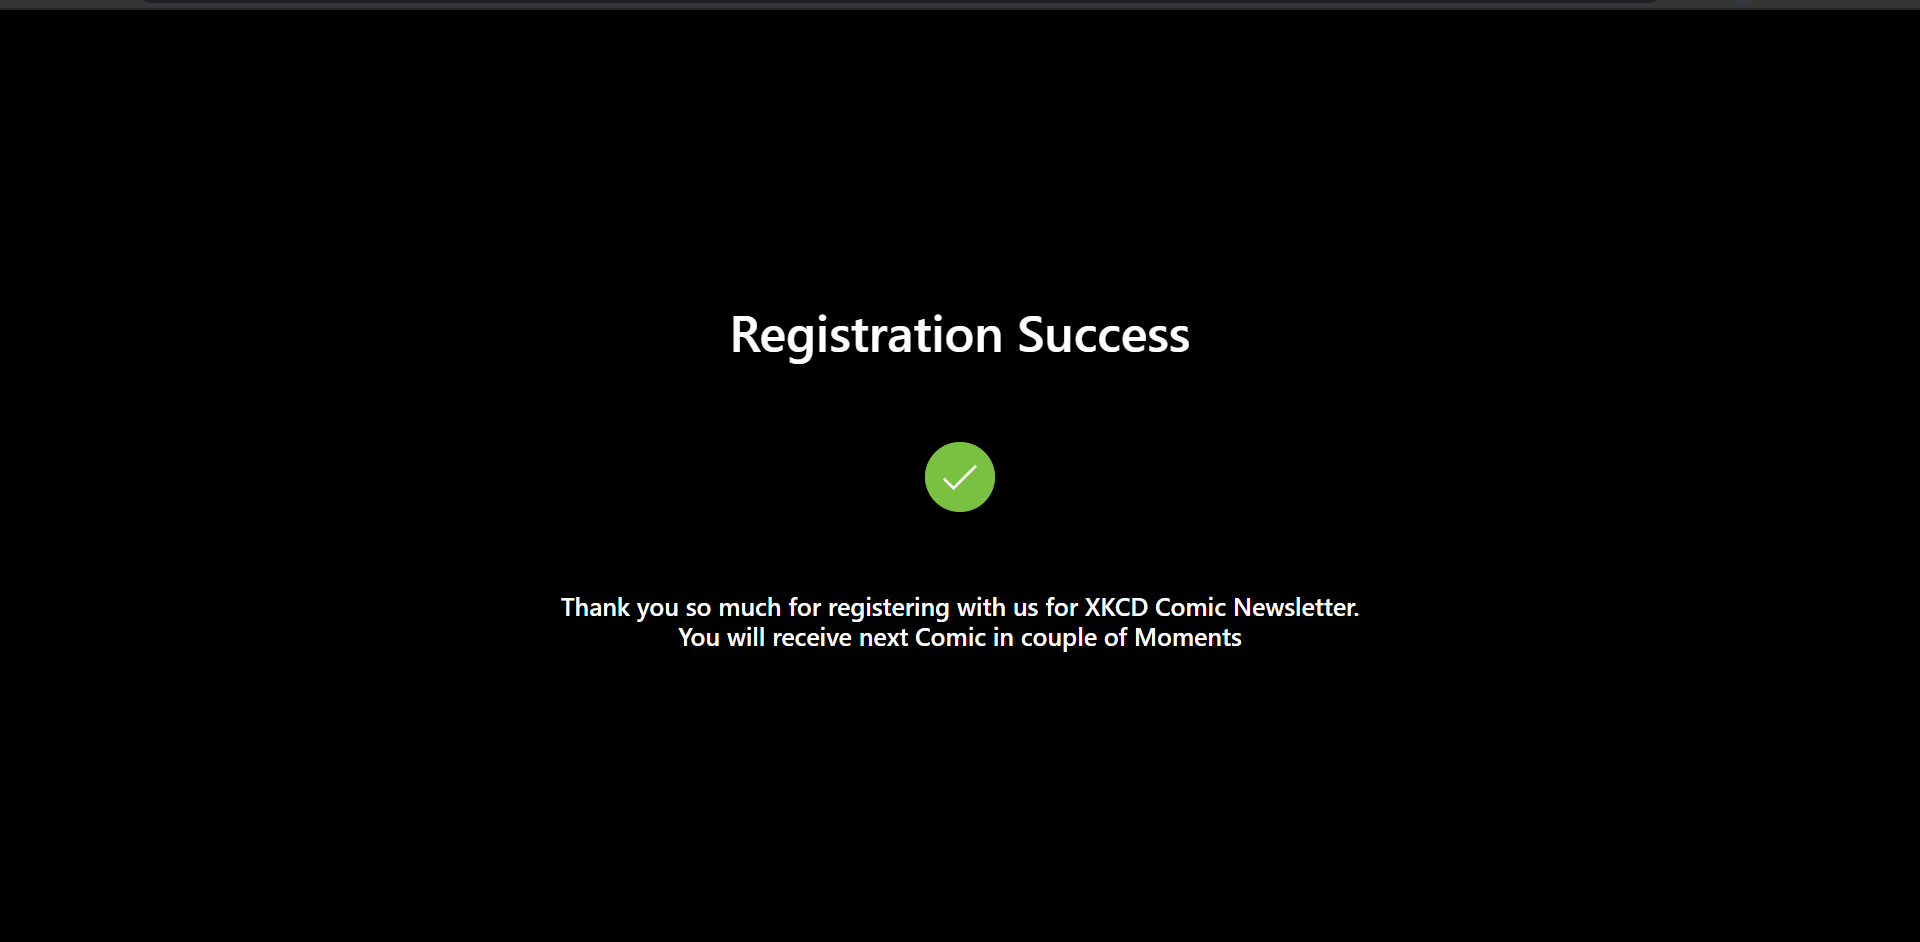 Registration Success
Thank you so much for registering with us for XKCD Comic Newsletter.
You will receive next Comic in couple of Moments